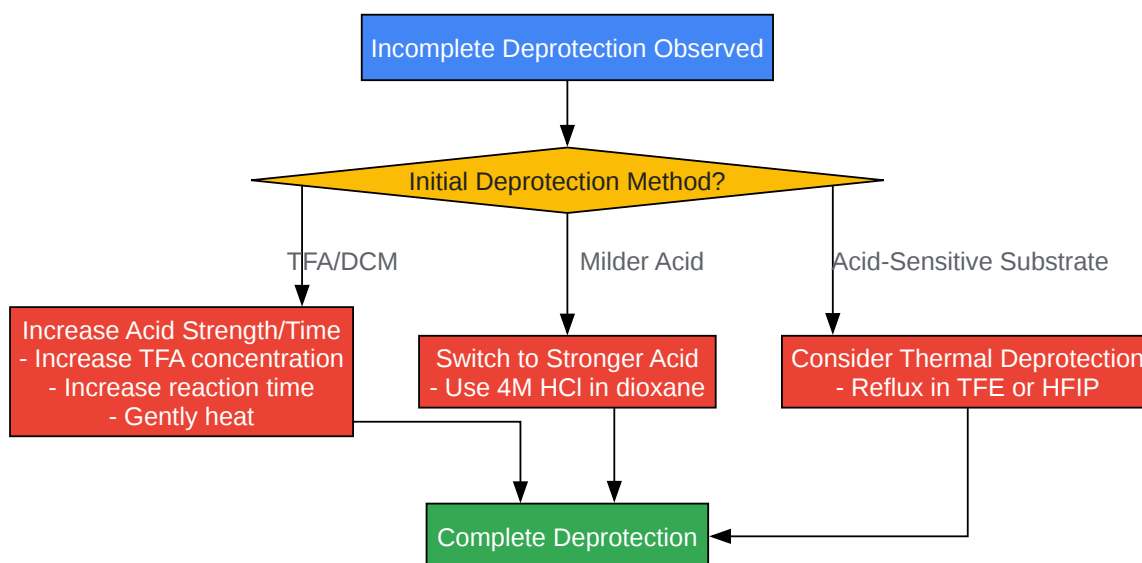 Incomplete Deprotection Observed
Initial Deprotection Method?
TFA/DCM
Milder Acid
Acid-Sensitive Substrate
Increase Acid Strength/Time
- Increase TFA concentration
- Increase reaction time
- Gently heat
Switch to Stronger Acid
- Use 4M HCl in dioxane
Consider Thermal Deprotection
- Reflux in TFE or HFIP
Complete Deprotection